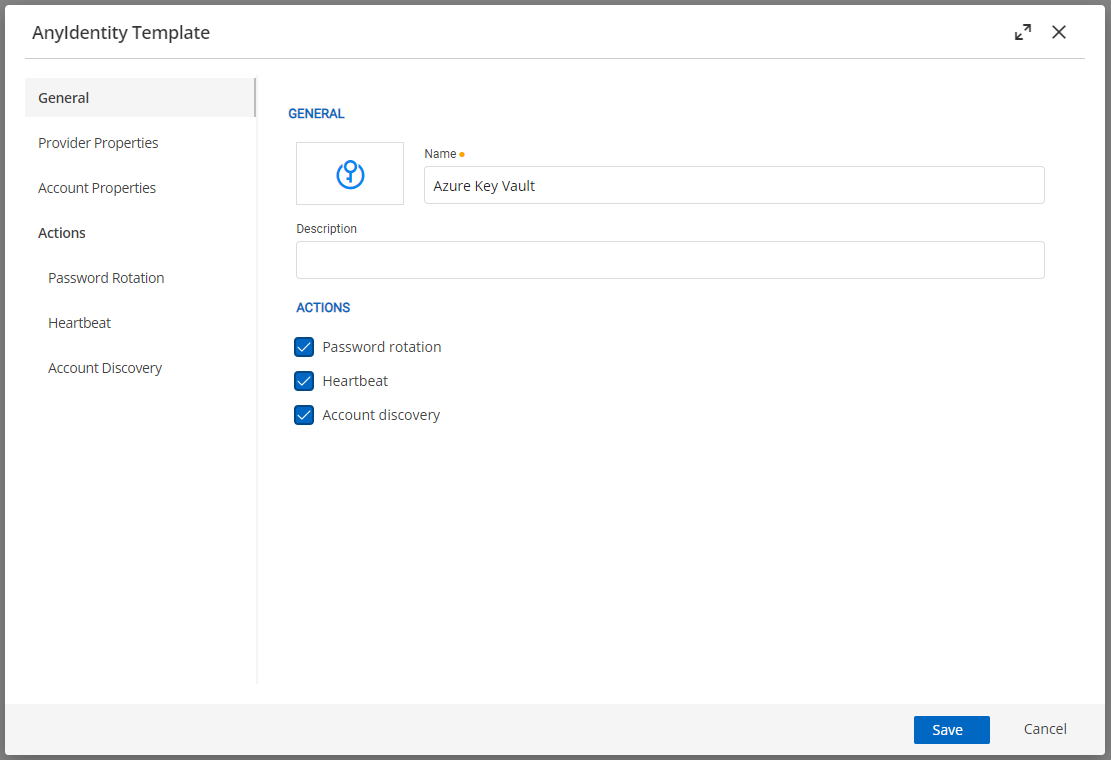 AnyIdentity Template
General
Provider Properties
Account Properties
Actions
Password Rotation
Heartbeat
Account Discovery
GENERAL
Name
Azure Key Vault
Description
ACTIONS
Password rotation
Heartbeat
Account discovery
Save
Cancel